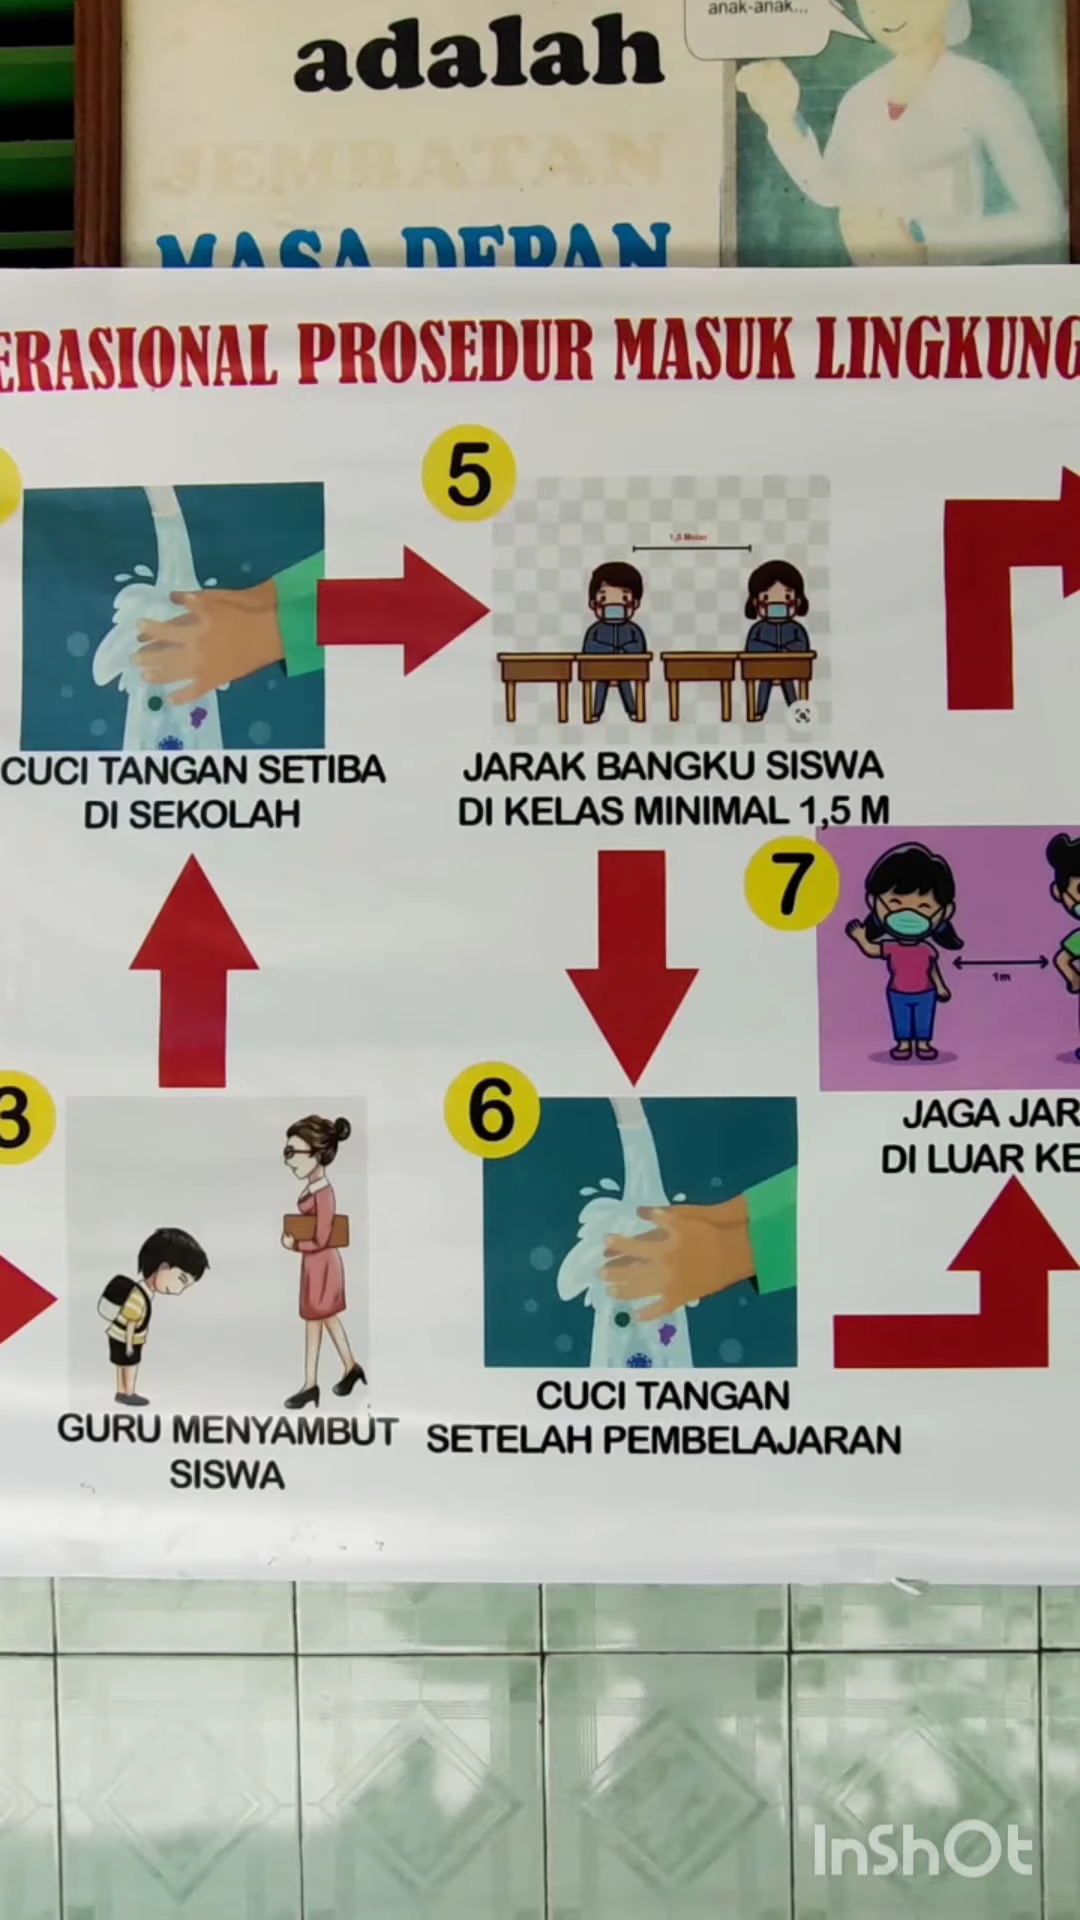 anak-anak...
adalah
JEMBATAN
MASA DEPAN
ERASIONAL PROSEDUR MASUK LINGKUNG
5
1,5 Meter
CUCI TANGAN SETIBA
DI SEKOLAH
JARAK BANGKU SISWA
DI KELAS MINIMAL 1,5 M
7
1m
JAGA JAR
DI LUAR KE
3
GURU MENYAMBUT
SISWA
6
CUCI TANGAN
SETELAH PEMBELAJARAN
InShOt